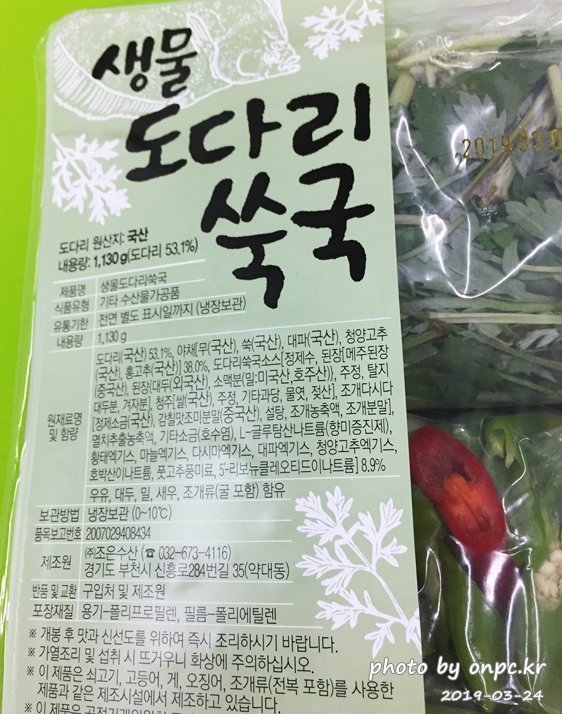 생물
도다리
쑥국
2019.03.0
도다리 원산지: 국산
내용량: 1,130 g(도다리 53.1%)
제품명 생물도다리쑥국
식품유형 기타 수산물가공품
유통기한 전면 별도 표시일까지 (냉장보관)
내용량 1,130 g
원재료명 및 함량
도다리(국산) 53.1%, 야채[무(국산), 쑥(국산), 대파(국산), 청양고추
(국산), 홍고추(국산)] 38.0%, 도다리쑥국소스[정제수, 된장[메주된장
(중국산), 된장{대두(외국산), 소맥분(밀:미국산,호주산)}, 주정, 탈지
대두분, 겨자분], 청주[쌀(국산), 주정, 기타과당, 물엿, 젖산], 조개다시다
[정제소금(국산), 감칠맛조미분말(중국산), 설탕, 조개농축액, 조개분말],
멸치추출농축액, 기타소금(호수염), L-글루탐산나트륨(향미증진제),
황태엑기스, 마늘엑기스, 다시마엑기스, 대파엑기스, 청양고추엑기스,
호박산이나트륨, 풋고추풍미료, 5'-리보뉴클레오티드이나트륨] 8.9%
우유, 대두, 밀, 새우, 조개류(굴 포함) 함유
보관방법 냉장보관 (0~10℃)
품목보고번호 2007029408434
제조원 ㈜조은수산 (☎ 032-673-4116)
경기도 부천시 신흥로284번길 35(약대동)
반품 및 교환 구입처 및 제조원
포장재질 용기-폴리프로필렌, 필름-폴리에틸렌
※ 개봉 후 맛과 신선도를 위하여 즉시 조리하시기 바랍니다.
※ 가열조리 및 섭취 시 뜨거우니 화상에 주의하십시오.
※ 이 제품은 쇠고기, 고등어, 게, 오징어, 조개류(전복 포함)를 사용한
제품과 같은 제조시설에서 제조하고 있습니다.
※ 이 제품은
photo by onpc.kr
2019-03-24